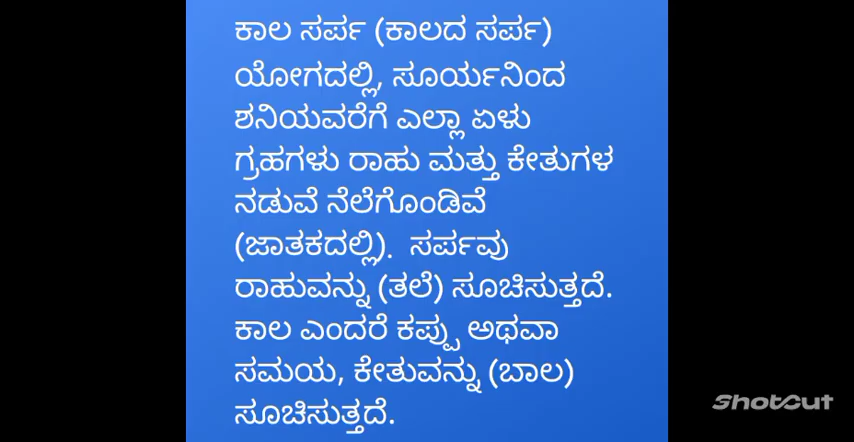 ಕಾಲ ಸರ್ಪ (ಕಾಲದ ಸರ್ಪ)
ಯೋಗದಲ್ಲಿ, ಸೂರ್ಯನಿಂದ
ಶನಿಯವರೆಗೆ ಎಲ್ಲಾ ಏಳು
ಗ್ರಹಗಳು ರಾಹು ಮತ್ತು ಕೇತುಗಳ
ನಡುವೆ ನೆಲೆಗೊಂಡಿವೆ
(ಜಾತಕದಲ್ಲಿ). ಸರ್ಪವು
ರಾಹುವನ್ನು (ತಲೆ) ಸೂಚಿಸುತ್ತದೆ.
ಕಾಲ ಎಂದರೆ ಕಪ್ಪು ಅಥವಾ
ಸಮಯ, ಕೇತುವನ್ನು (ಬಾಲ)
ಸೂಚಿಸುತ್ತದೆ.
Shotcut